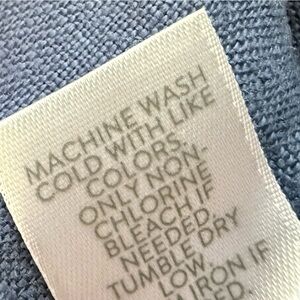 MACHINE WASH
COLD WITH LIKE
COLORS.
ONLY NON-
CHLORINE
BLEACH IF
NEEDED.
TUMBLE DRY
LOW.
IRON IF